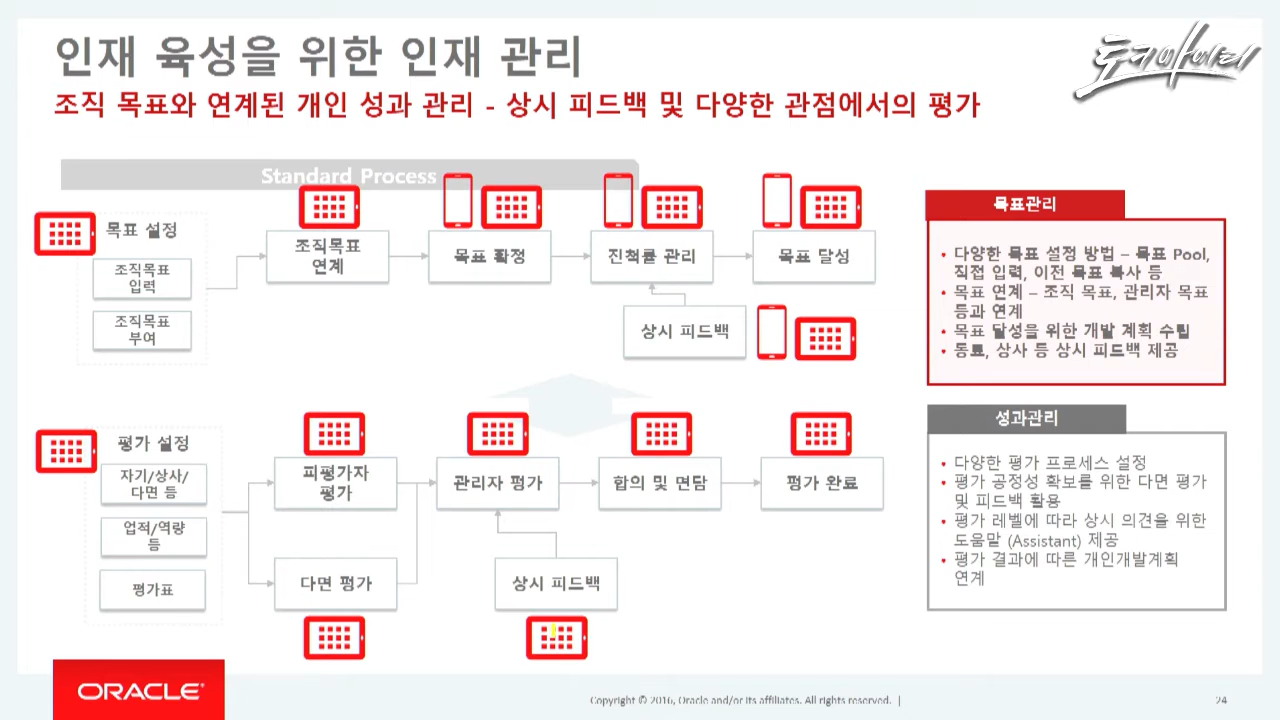 인재 육성을 위한 인재 관리
토크아이티
조직 목표와 연계된 개인 성과 관리 - 상시 피드백 및 다양한 관점에서의 평가
Standard Process
목표 설정
조직목표
입력
조직목표
부여
조직목표
연계
목표 확정
진척률 관리
목표 달성
상시 피드백
목표관리
• 다양한 목표 설정 방법 – 목표 Pool,
직접 입력, 이전 목표 복사 등
• 목표 연계 – 조직 목표, 관리자 목표
등과 연계
• 목표 달성을 위한 개발 계획 수립
• 동료, 상사 등 상시 피드백 제공
평가 설정
자기/상사/
다면 등
업적/역량
등
평가표
피평가자
평가
다면 평가
관리자 평가
합의 및 면담
평가 완료
상시 피드백
성과관리
• 다양한 평가 프로세스 설정
• 평가 공정성 확보를 위한 다면 평가
및 피드백 활용
• 평가 레벨에 따라 상시 의견을 위한
도움말 (Assistant) 제공
• 평가 결과에 따른 개인개발계획
연계
ORACLE®
Copyright © 2016, Oracle and/or its affiliates. All rights reserved. |
24